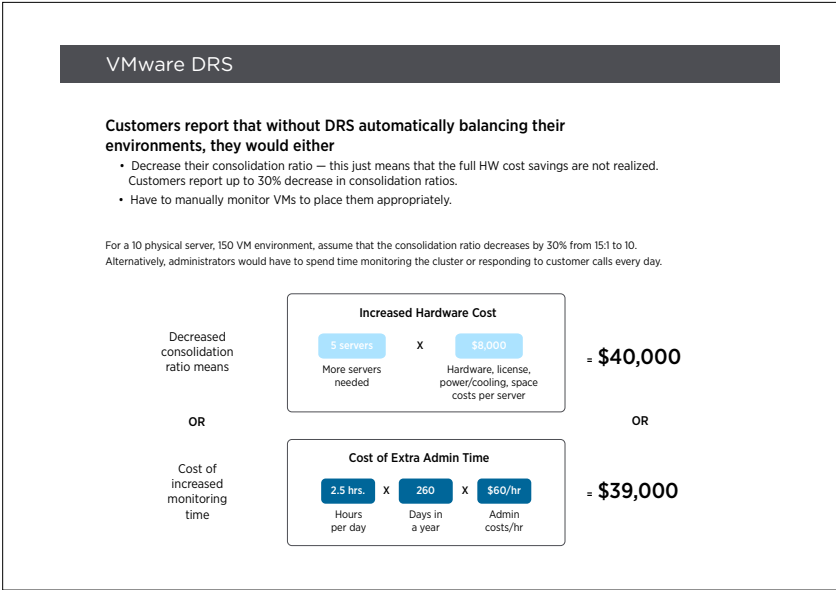 VMware DRS
Customers report that without DRS automatically balancing their
environments, they would either
• Decrease their consolidation ratio — this just means that the full HW cost savings are not realized.
Customers report up to 30% decrease in consolidation ratios.
• Have to manually monitor VMs to place them appropriately.
For a 10 physical server, 150 VM environment, assume that the consolidation ratio decreases by 30% from 15:1 to 10.
Alternatively, administrators would have to spend time monitoring the cluster or responding to customer calls every day.
Decreased
consolidation
ratio means
Increased Hardware Cost
5 servers X $8,000
More servers
needed
Hardware, license,
power/cooling, space
costs per server
= $40,000
OR
OR
Cost of
increased
monitoring
time
Cost of Extra Admin Time
2.5 hrs. X 260 X $60/hr
Hours
per day
Days in
a year
Admin
costs/hr
= $39,000